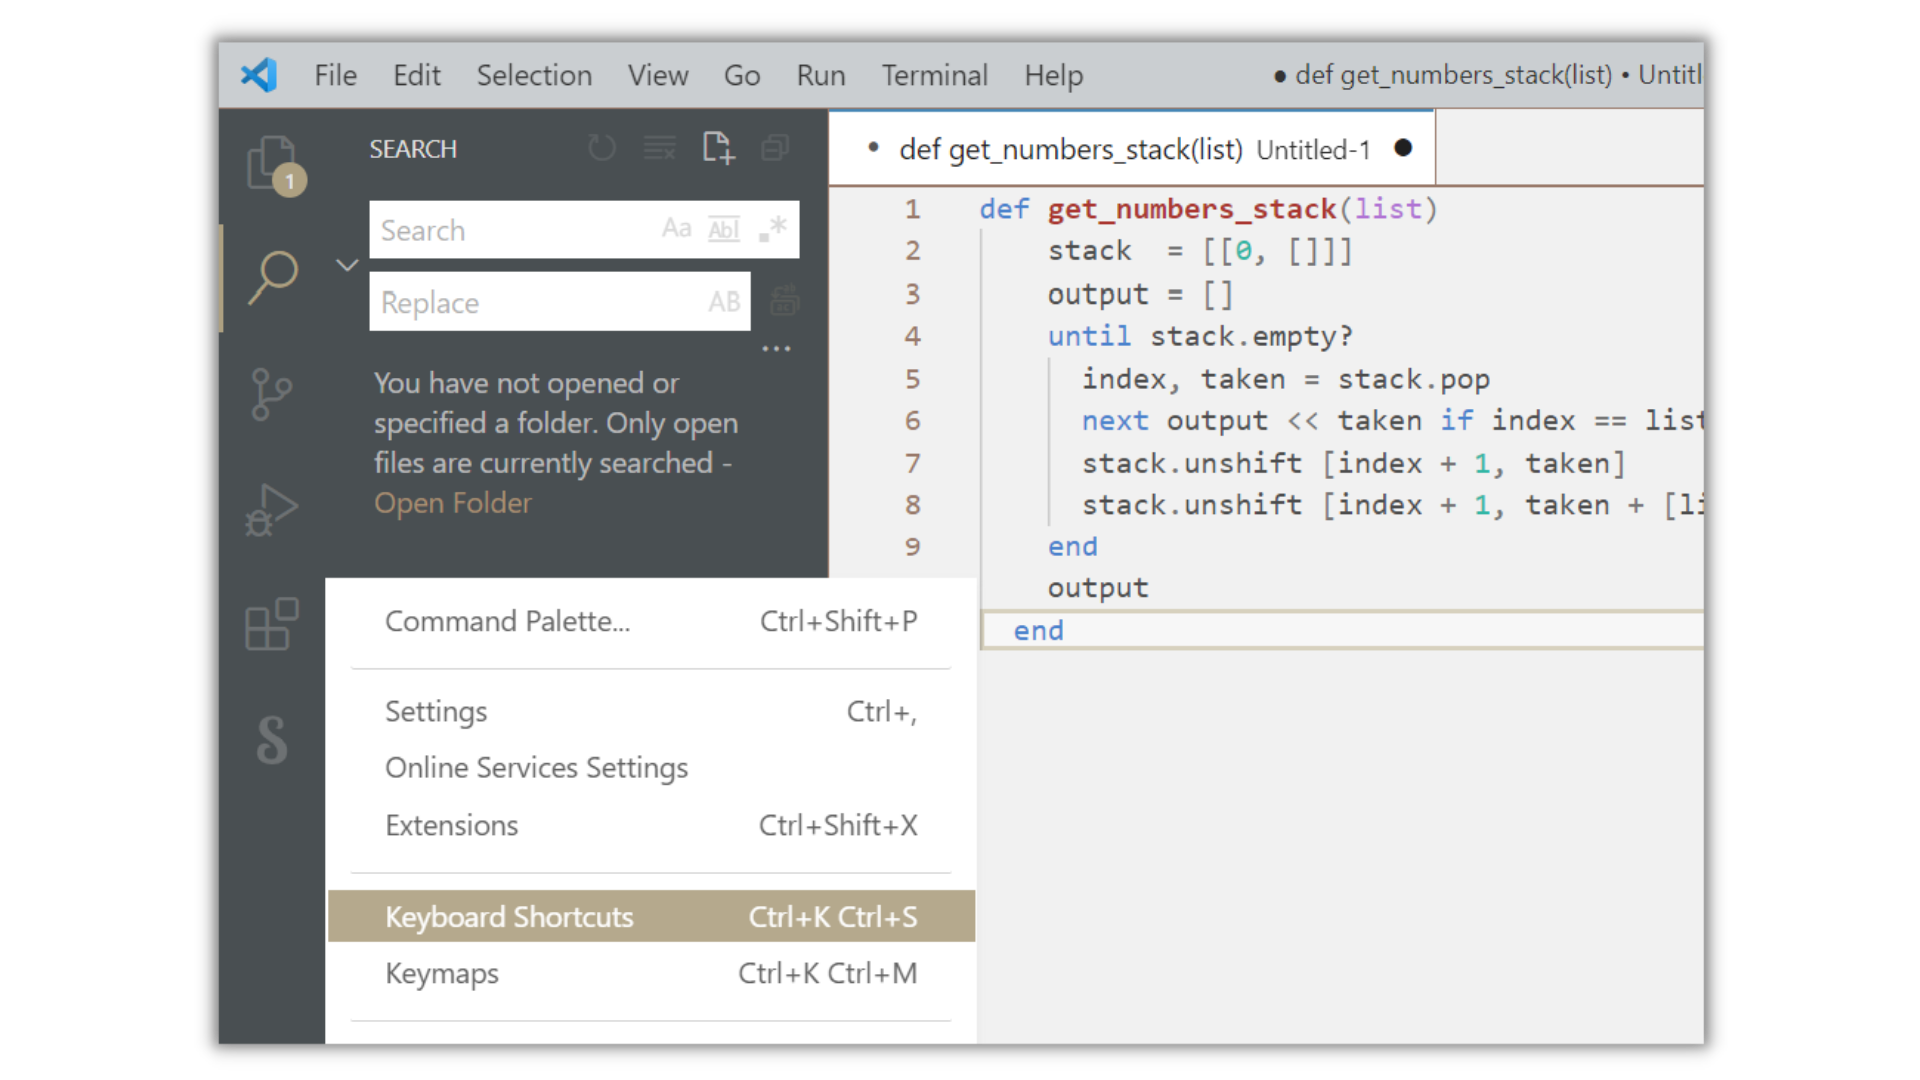 File Edit Selection View Go Run Terminal Help
● def get_numbers_stack(list) • Untitl
1
SEARCH
Search Aa Abl .*
Replace AB
...
You have not opened or
specified a folder. Only open
files are currently searched -
Open Folder
Command Palette... Ctrl+Shift+P
Settings Ctrl+,
Online Services Settings
Extensions Ctrl+Shift+X
Keyboard Shortcuts Ctrl+K Ctrl+S
Keymaps Ctrl+K Ctrl+M
• def get_numbers_stack(list) Untitled-1 ●
1 def get_numbers_stack(list)
2 stack  = [[0, []]]
3 output = []
4 until stack.empty?
5 index, taken = stack.pop
6 next output << taken if index == list
7 stack.unshift [index + 1, taken]
8 stack.unshift [index + 1, taken + [li
9 end
output
end